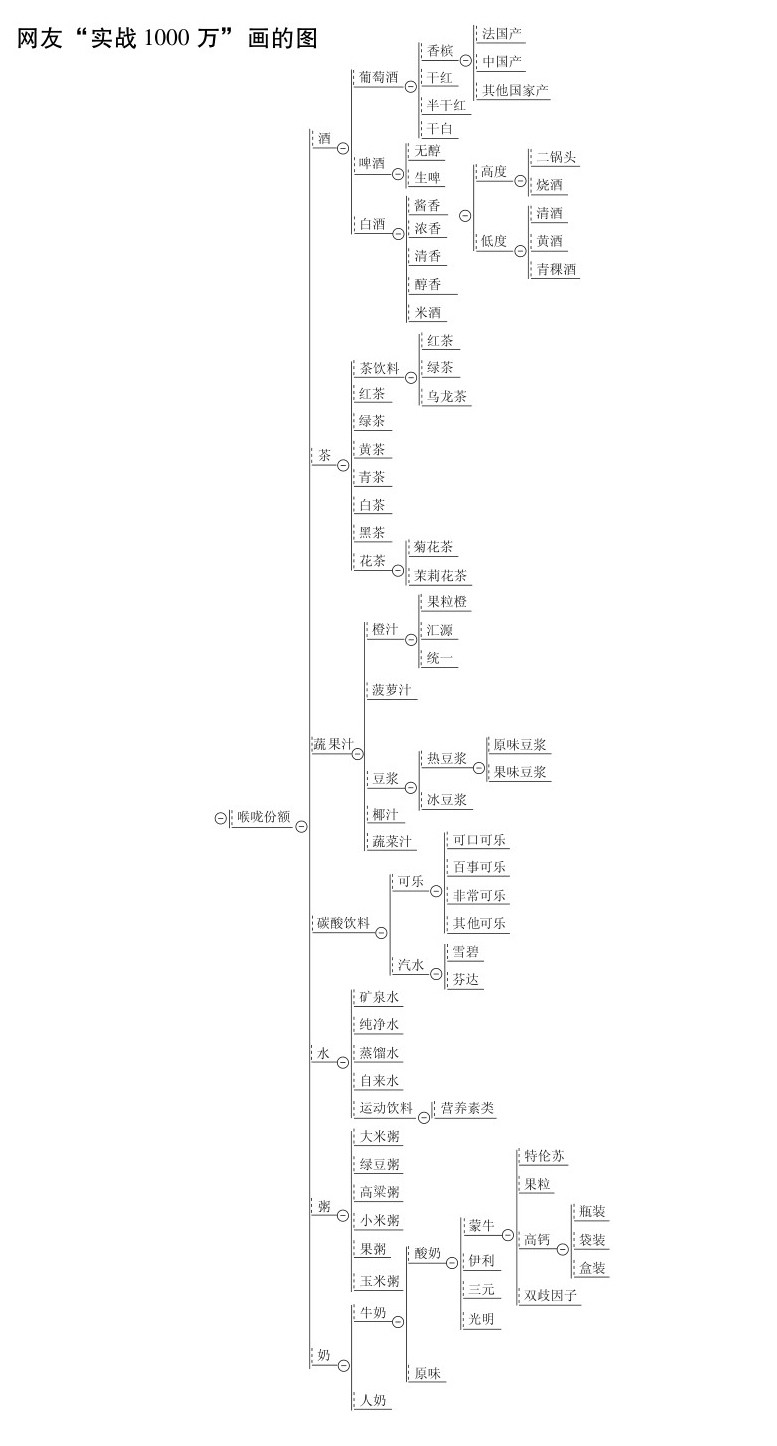 网友“实战1000万”画的图
喉咙份额
酒
葡萄酒
香槟
法国产
中国产
其他国家产
干红
半干红
干白
啤酒
无醇
生啤
白酒
酱香
浓香
清香
醇香
米酒
高度
二锅头
烧酒
低度
清酒
黄酒
青稞酒
茶
茶饮料
红茶
绿茶
乌龙茶
红茶
绿茶
黄茶
青茶
白茶
黑茶
花茶
菊花茶
茉莉花茶
蔬果汁
橙汁
果粒橙
汇源
统一
菠萝汁
豆浆
热豆浆
原味豆浆
果味豆浆
冰豆浆
椰汁
蔬菜汁
碳酸饮料
可乐
可口可乐
百事可乐
非常可乐
其他可乐
汽水
雪碧
芬达
水
矿泉水
纯净水
蒸馏水
自来水
运动饮料
营养素类
粥
大米粥
绿豆粥
高粱粥
小米粥
果粥
玉米粥
奶
牛奶
酸奶
蒙牛
特伦苏
果粒
高钙
瓶装
袋装
盒装
双歧因子
伊利
三元
光明
原味
人奶